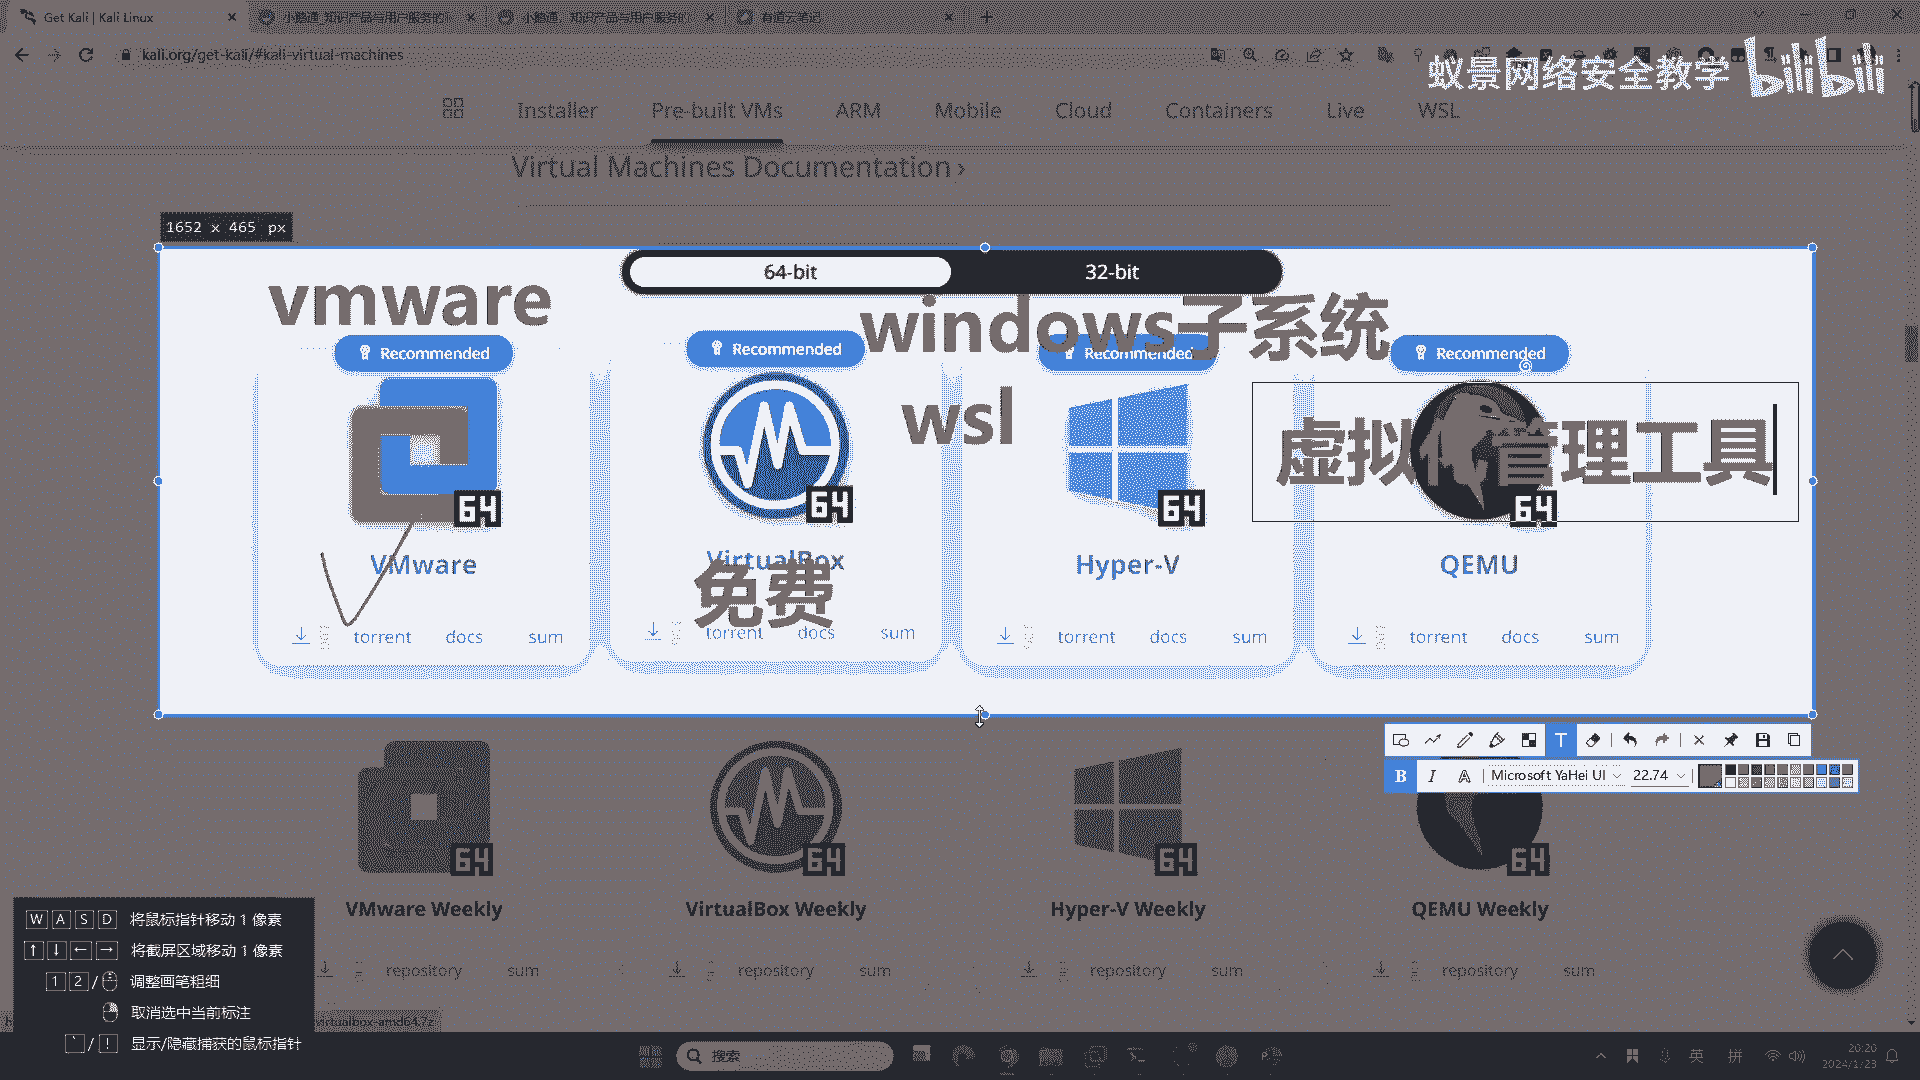 Get Kali | Kali Linux
小鹅通_知识产品与用户服务的
小鹅通，知识产品与用户服务的
有道云笔记
kali.org/get-kali/#kali-virtual-machines
蚁景网络安全教学 bilibili
Installer Pre-built VMs ARM Mobile Cloud Containers Live WSL
Virtual Machines Documentation ›
1652 x 465 px
64-bit 32-bit
vmware
windows子系统
Recommended Recommended Recommended Recommended
wsl
虚拟 管理工具
64 64 64 64
VMware VirtualBox Hyper-V QEMU
免费
torrent docs sum torrent docs sum torrent docs sum torrent docs sum
B I A Microsoft YaHei UI 22.74
64 64 64 64
VMware Weekly VirtualBox Weekly Hyper-V Weekly QEMU Weekly
repository sum repository sum repository sum repository sum
W A S D 将鼠标指针移动 1 像素
↑ ↓ ← → 将截屏区域移动 1 像素
1 2 / 调整画笔粗细
取消选中当前标注
` / ! 显示/隐藏捕获的鼠标指针
virtualbox-amd64.7z
搜索
英 拼
20:20
2024/1/23